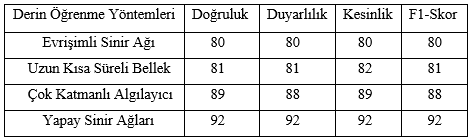 Derin Öğrenme Yöntemleri Doğruluk Duyarlılık Kesinlik F1-Skor
Evrişimli Sinir Ağı 80 80 80 80
Uzun Kısa Süreli Bellek 81 81 82 81
Çok Katmanlı Algılayıcı 89 88 89 88
Yapay Sinir Ağları 92 92 92 92